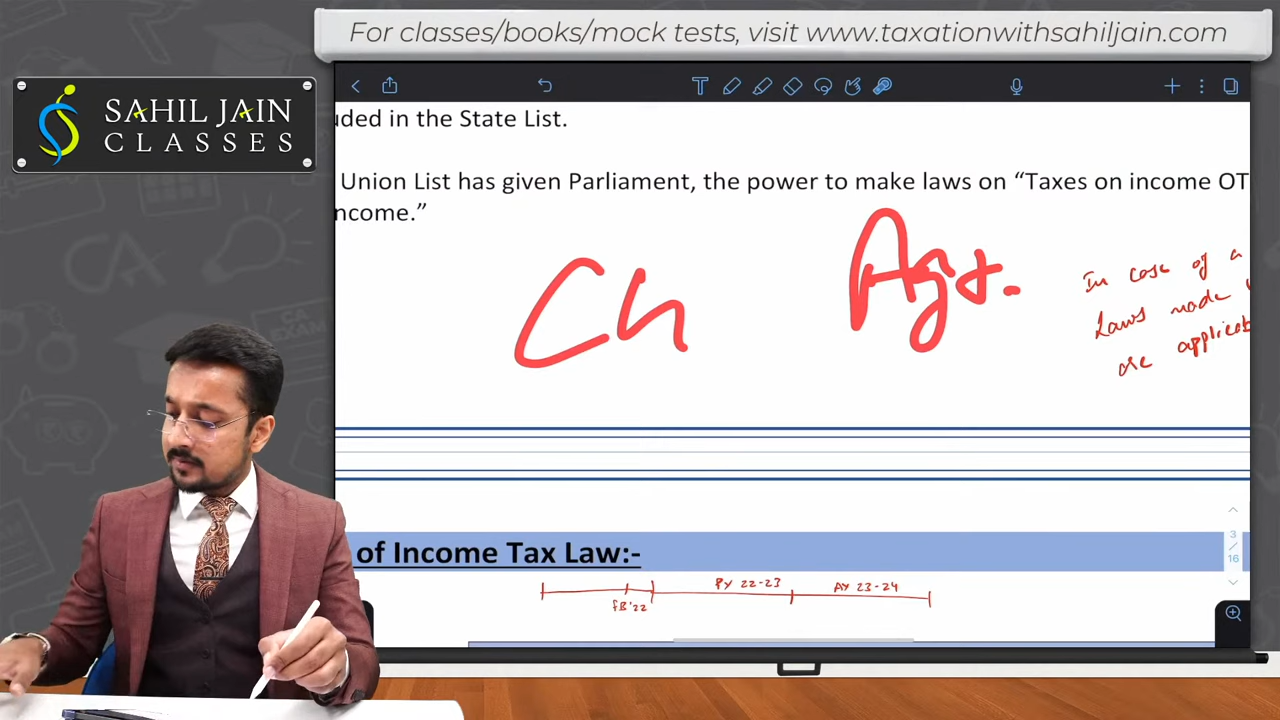 For classes/books/mock tests, visit www.taxationwithsahiljain.com
SAHIL JAIN
CLASSES
uded in the State List.
Union List has given Parliament, the power to make laws on “Taxes on income OT
ncome.”
Ch
Agr.
In case of a
Laws made
are applicab
of Income Tax Law:-
PY 22-23
AY 23-24
FB'22
3
/
16